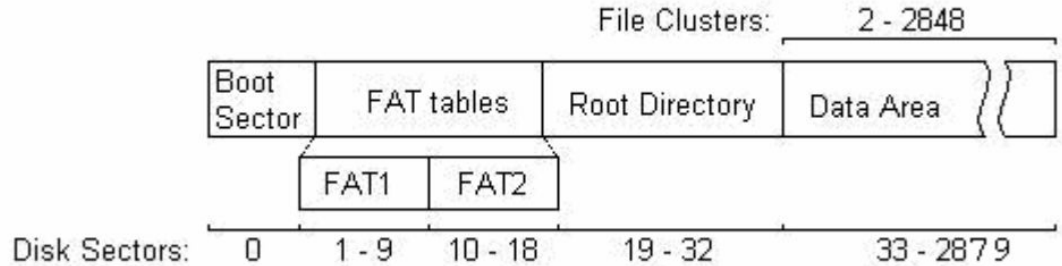 File Clusters: 2 - 2848
Boot Sector
FAT tables
Root Directory
Data Area
FAT1
FAT2
Disk Sectors: 0 1 - 9 10 - 18 19 - 32 33 - 2879